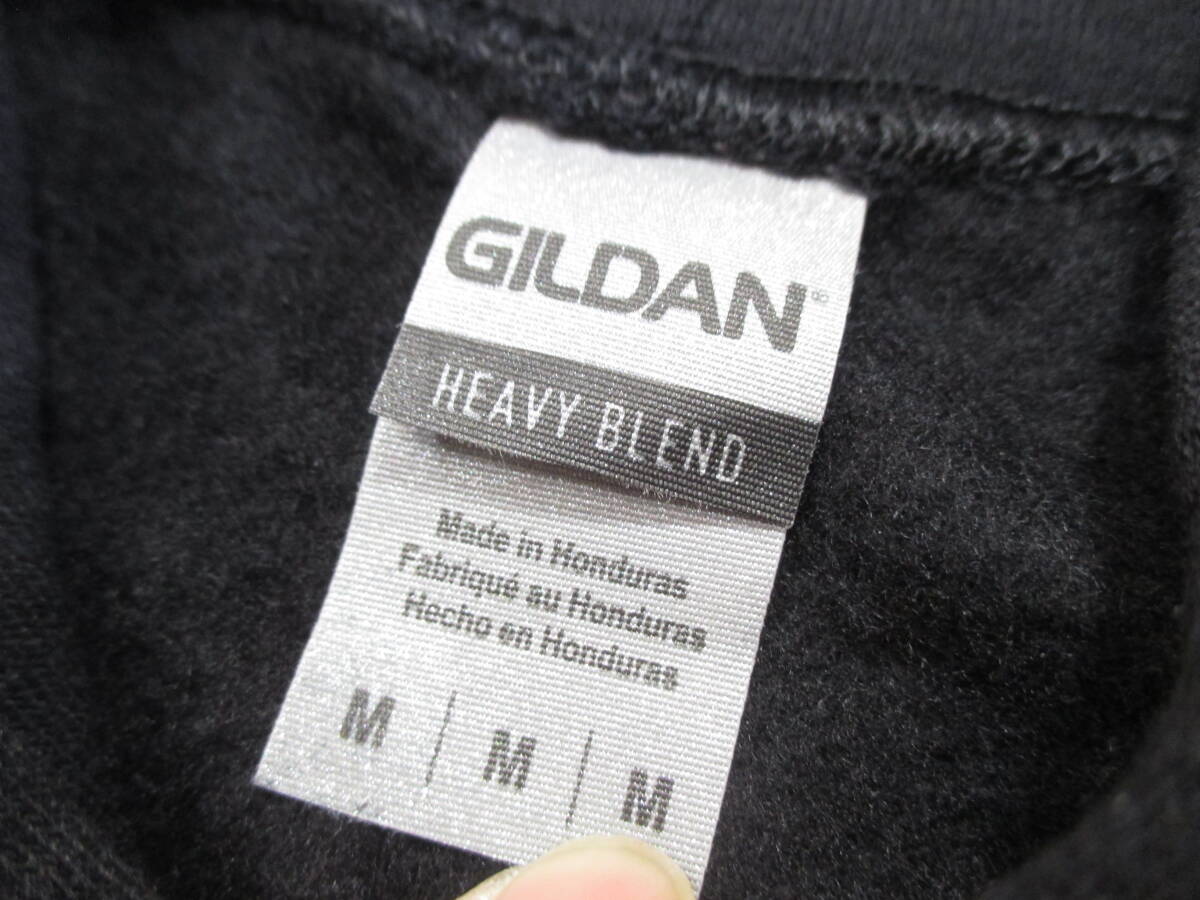 GILDAN®
HEAVY BLEND
Made in Honduras
Fabriqué au Honduras
Hecho en Honduras
M | M | M